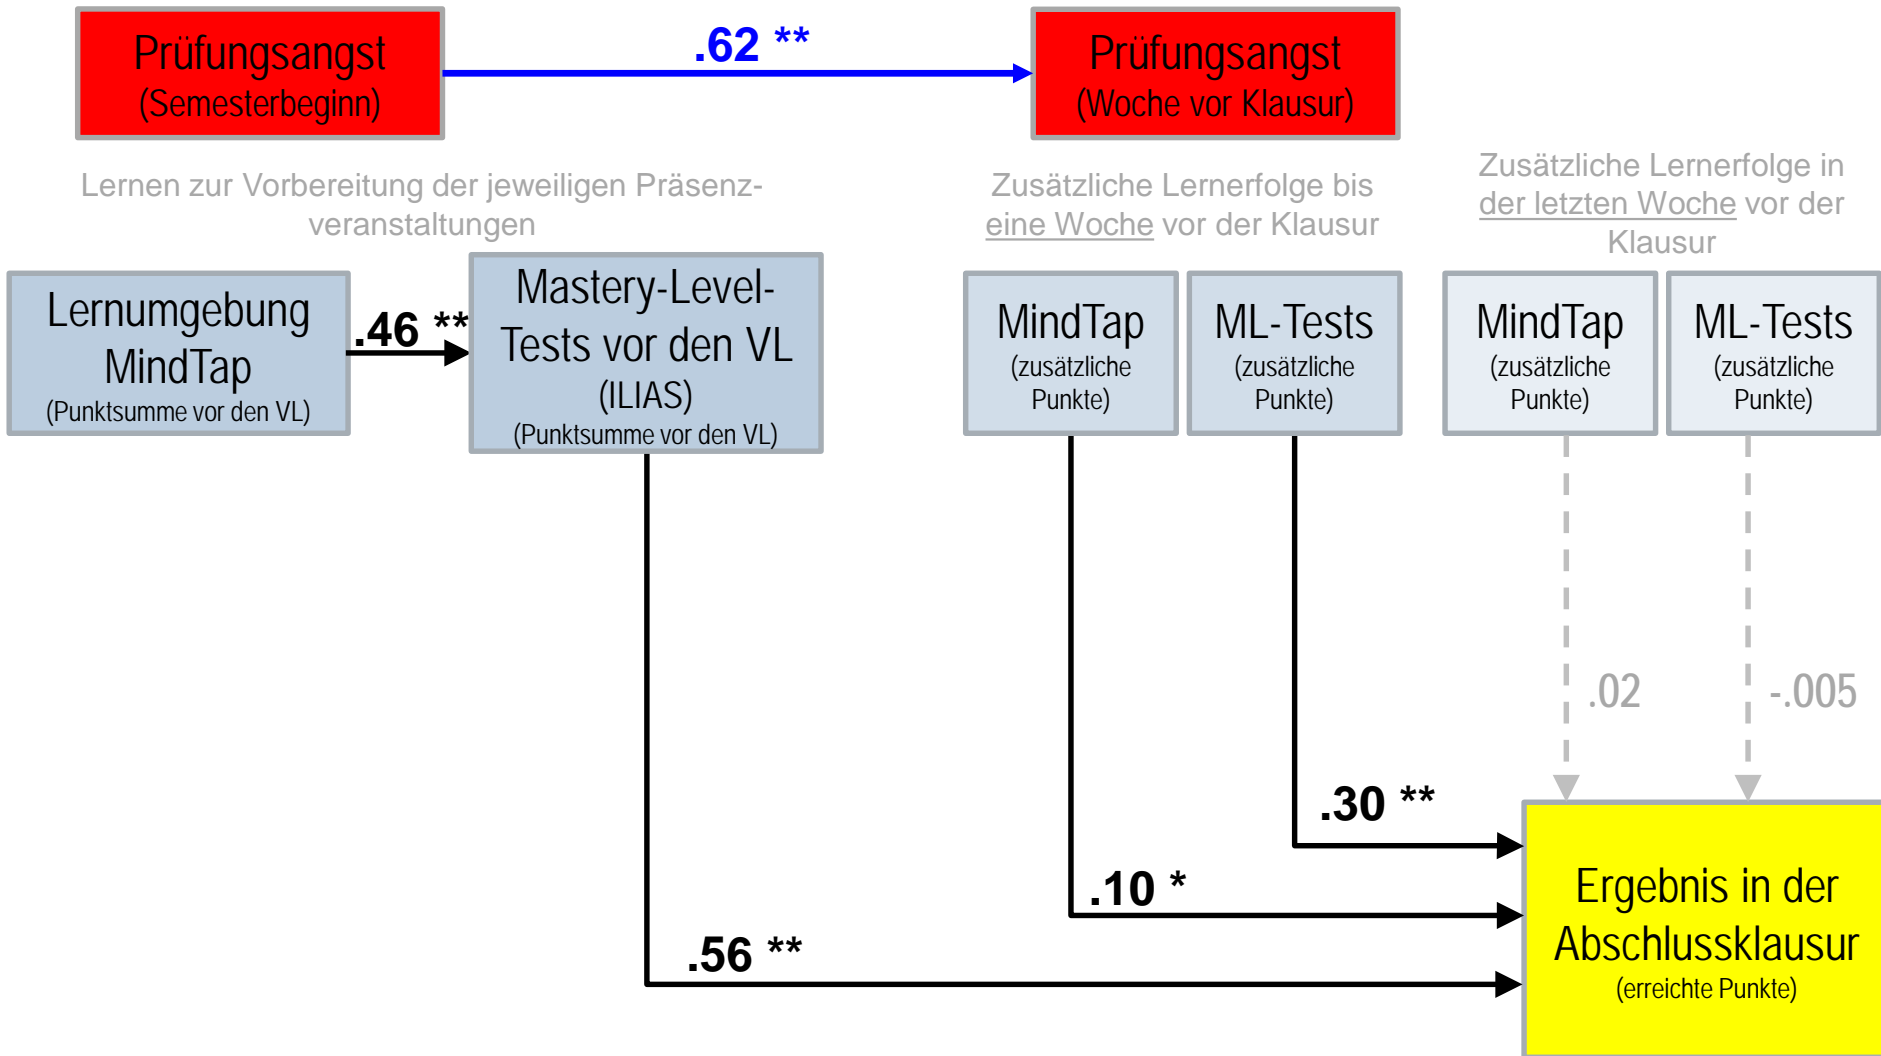 Prüfungsangst
(Semesterbeginn)
.62 **
Prüfungsangst
(Woche vor Klausur)
Lernen zur Vorbereitung der jeweiligen Präsenz-
veranstaltungen
Zusätzliche Lernerfolge bis
eine Woche vor der Klausur
Zusätzliche Lernerfolge in
der letzten Woche vor der
Klausur
Lernumgebung
MindTap
(Punktsumme vor den VL)
.46 **
Mastery-Level-
Tests vor den VL
(ILIAS)
(Punktsumme vor den VL)
MindTap
(zusätzliche
Punkte)
ML-Tests
(zusätzliche
Punkte)
MindTap
(zusätzliche
Punkte)
ML-Tests
(zusätzliche
Punkte)
.02
-.005
.30 **
.10 *
.56 **
Ergebnis in der
Abschlussklausur
(erreichte Punkte)